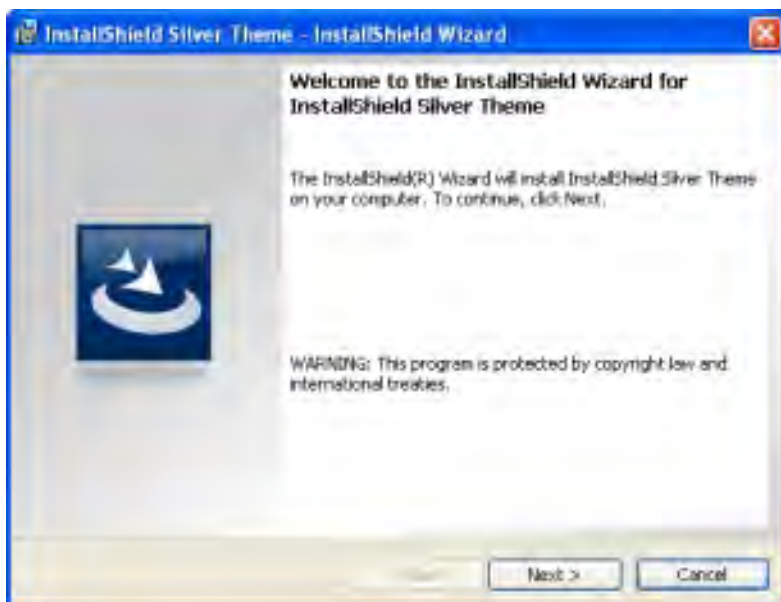 InstallShield Silver Theme - InstallShield Wizard
Welcome to the InstallShield Wizard for
InstallShield Silver Theme
The InstallShield(R) Wizard will install InstallShield Silver Theme
on your computer. To continue, click Next.
WARNING: This program is protected by copyright law and
international treaties.
Next >
Cancel